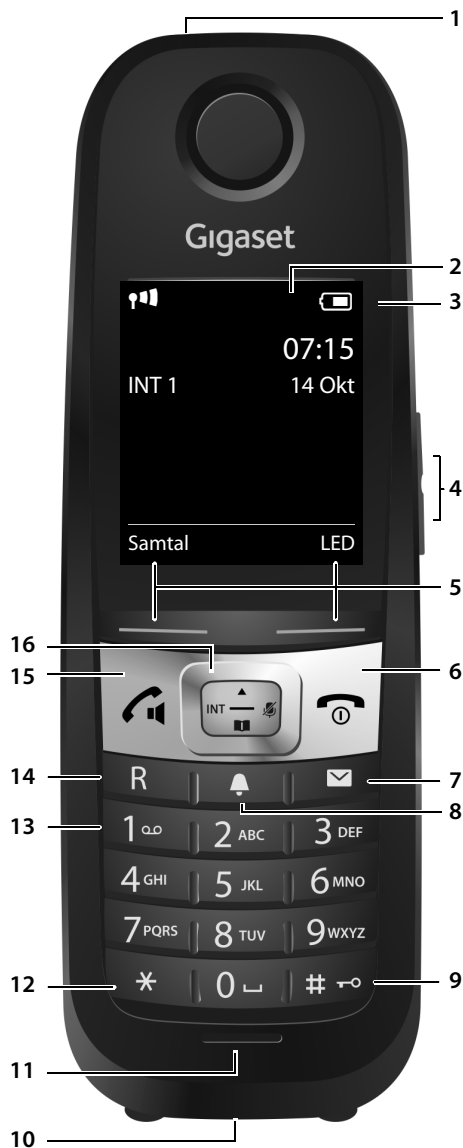 1
Gigaset
2
3
07:15
INT 1 14 Okt
4
Samtal LED
5
16
15
6
INT
14
R
7
8
13
1 2 ABC 3 DEF
4 GHI 5 JKL 6 MNO
7 PQRS 8 TUV 9 WXYZ
12
* 0 #
9
11
10